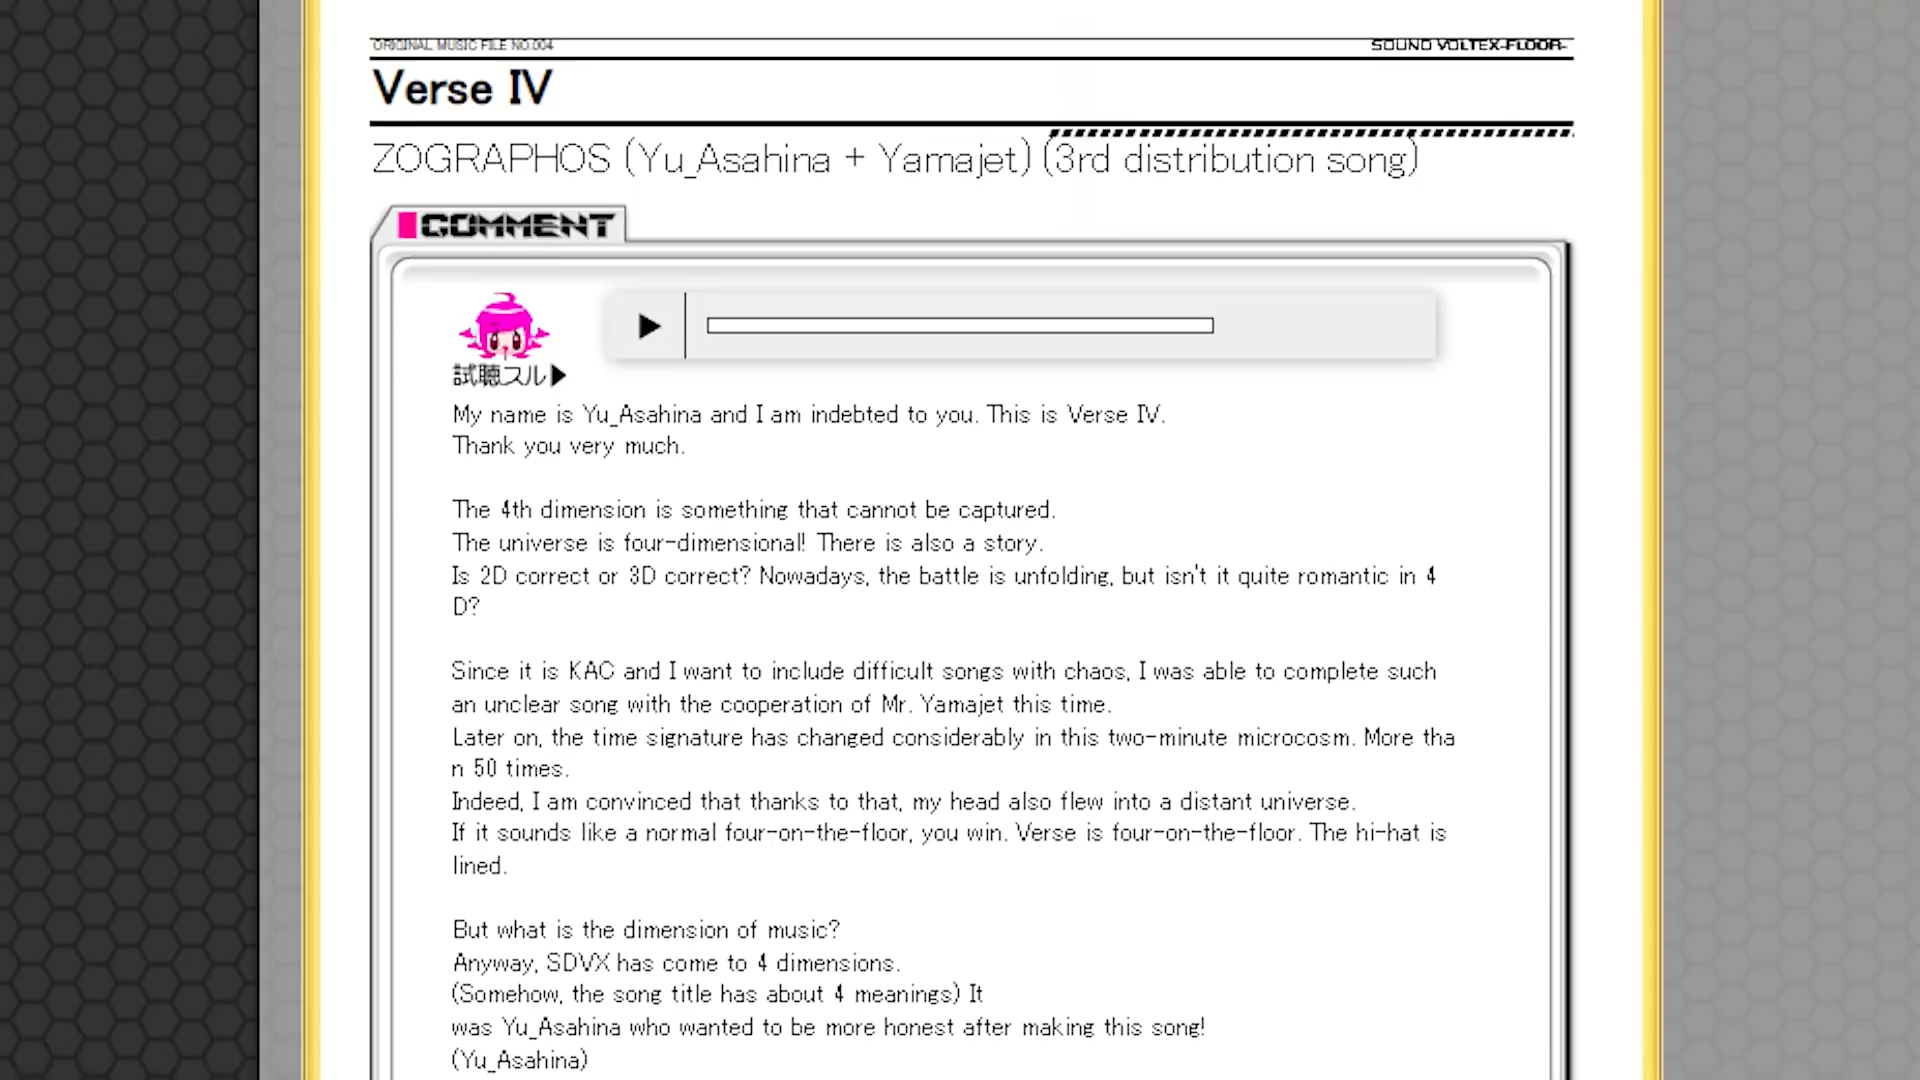 ORIGINAL MUSIC FILE NO.004
SOUND VOLTEX-FLOOR-
Verse IV
ZOGRAPHOS (Yu_Asahina + Yamajet) (3rd distribution song)
COMMENT
試聴スル▶
My name is Yu_Asahina and I am indebted to you. This is Verse IV.
Thank you very much.
The 4th dimension is something that cannot be captured.
The universe is four-dimensional! There is also a story.
Is 2D correct or 3D correct? Nowadays, the battle is unfolding, but isn't it quite romantic in 4
D?
Since it is KAC and I want to include difficult songs with chaos, I was able to complete such
an unclear song with the cooperation of Mr. Yamajet this time.
Later on, the time signature has changed considerably in this two-minute microcosm. More tha
n 50 times.
Indeed, I am convinced that thanks to that, my head also flew into a distant universe.
If it sounds like a normal four-on-the-floor, you win. Verse is four-on-the-floor. The hi-hat is
lined.
But what is the dimension of music?
Anyway, SDVX has come to 4 dimensions.
(Somehow, the song title has about 4 meanings) It
was Yu_Asahina who wanted to be more honest after making this song!
(Yu_Asahina)